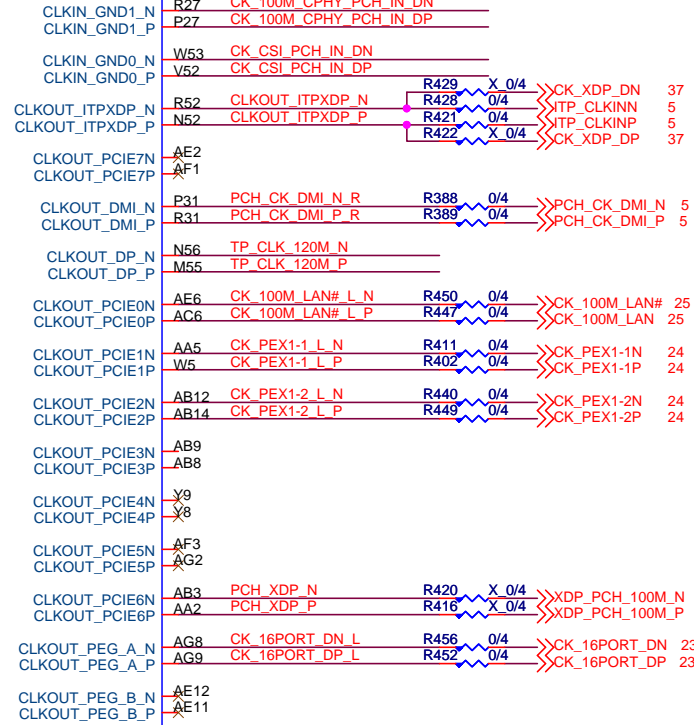 CLKIN_GND1_N R27 CK_100M_CPHY_PCH_IN_DN
CLKIN_GND1_P P27 CK_100M_CPHY_PCH_IN_DP
CLKIN_GND0_N W53 CK_CSI_PCH_IN_DN
CLKIN_GND0_P V52 CK_CSI_PCH_IN_DP
R429 X_0/4 CK_XDP_DN 37
CLKOUT_ITPXDP_N R52 CLKOUT_ITPXDP_N R428 0/4 ITP_CLKINN 5
CLKOUT_ITPXDP_P N52 CLKOUT_ITPXDP_P R421 0/4 ITP_CLKINP 5
R422 X_0/4 CK_XDP_DP 37
CLKOUT_PCIE7N AE2
CLKOUT_PCIE7P AF1
CLKOUT_DMI_N P31 PCH_CK_DMI_N_R R388 0/4 PCH_CK_DMI_N 5
CLKOUT_DMI_P R31 PCH_CK_DMI_P_R R389 0/4 PCH_CK_DMI_P 5
CLKOUT_DP_N N56 TP_CLK_120M_N
CLKOUT_DP_P M55 TP_CLK_120M_P
CLKOUT_PCIE0N AE6 CK_100M_LAN#_L_N R450 0/4 CK_100M_LAN# 25
CLKOUT_PCIE0P AC6 CK_100M_LAN#_L_P R447 0/4 CK_100M_LAN 25
CLKOUT_PCIE1N AA5 CK_PEX1-1_L_N R411 0/4 CK_PEX1-1N 24
CLKOUT_PCIE1P W5 CK_PEX1-1_L_P R402 0/4 CK_PEX1-1P 24
CLKOUT_PCIE2N AB12 CK_PEX1-2_L_N R440 0/4 CK_PEX1-2N 24
CLKOUT_PCIE2P AB14 CK_PEX1-2_L_P R449 0/4 CK_PEX1-2P 24
CLKOUT_PCIE3N AB9
CLKOUT_PCIE3P AB8
CLKOUT_PCIE4N Y9
CLKOUT_PCIE4P Y8
CLKOUT_PCIE5N AF3
CLKOUT_PCIE5P AG2
CLKOUT_PCIE6N AB3 PCH_XDP_N R420 X_0/4 XDP_PCH_100M_N
CLKOUT_PCIE6P AA2 PCH_XDP_P R416 X_0/4 XDP_PCH_100M_P
CLKOUT_PEG_A_N AG8 CK_16PORT_DN_L R456 0/4 CK_16PORT_DN 23
CLKOUT_PEG_A_P AG9 CK_16PORT_DP_L R452 0/4 CK_16PORT_DP 23
CLKOUT_PEG_B_N AE12
CLKOUT_PEG_B_P AE11